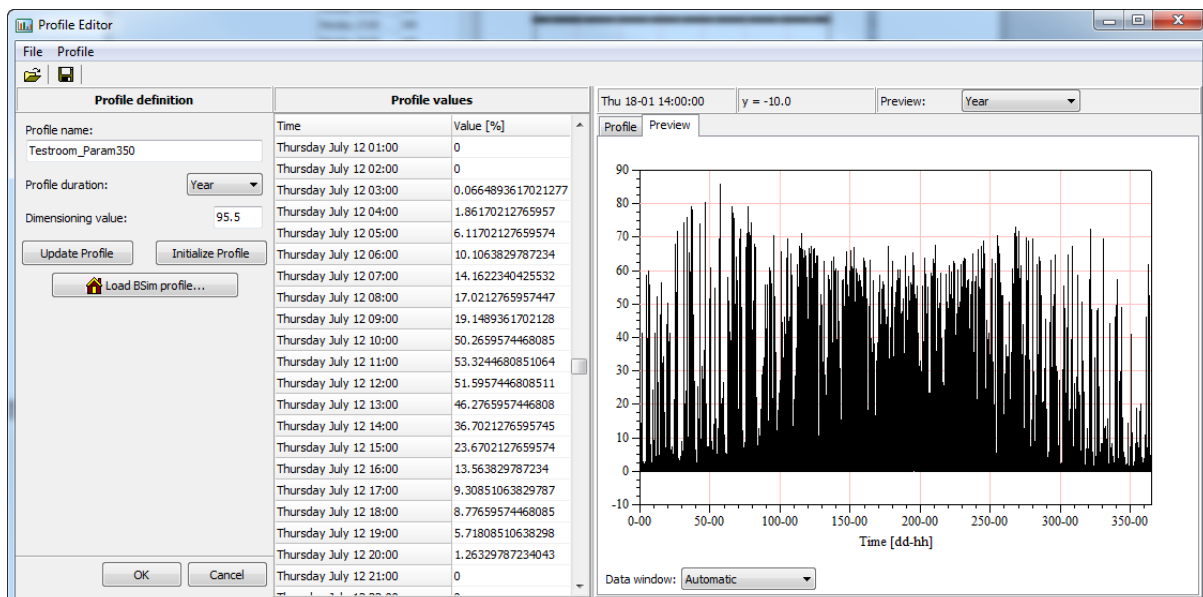 Profile Editor
File Profile
Profile definition
Profile name:
Testroom_Param350
Profile duration: Year
Dimensioning value: 95.5
Update Profile Initialize Profile
Load BSim profile...
OK Cancel
Profile values
Time Value [%]
Thursday July 12 01:00 0
Thursday July 12 02:00 0
Thursday July 12 03:00 0.0664893617021277
Thursday July 12 04:00 1.86170212765957
Thursday July 12 05:00 6.11702127659574
Thursday July 12 06:00 10.1063829787234
Thursday July 12 07:00 14.1622340425532
Thursday July 12 08:00 17.0212765957447
Thursday July 12 09:00 19.1489361702128
Thursday July 12 10:00 50.2659574468085
Thursday July 12 11:00 53.3244680851064
Thursday July 12 12:00 51.5957446808511
Thursday July 12 13:00 46.2765957446808
Thursday July 12 14:00 36.7021276595745
Thursday July 12 15:00 23.6702127659574
Thursday July 12 16:00 13.563829787234
Thursday July 12 17:00 9.30851063829787
Thursday July 12 18:00 8.77659574468085
Thursday July 12 19:00 5.71808510638298
Thursday July 12 20:00 1.26329787234043
Thursday July 12 21:00 0
Thu 18-01 14:00:00 y = -10.0 Preview: Year
Profile Preview
90
80
70
60
50
40
30
20
10
0
-10
0-00 50-00 100-00 150-00 200-00 250-00 300-00 350-00
Time [dd-hh]
Data window: Automatic